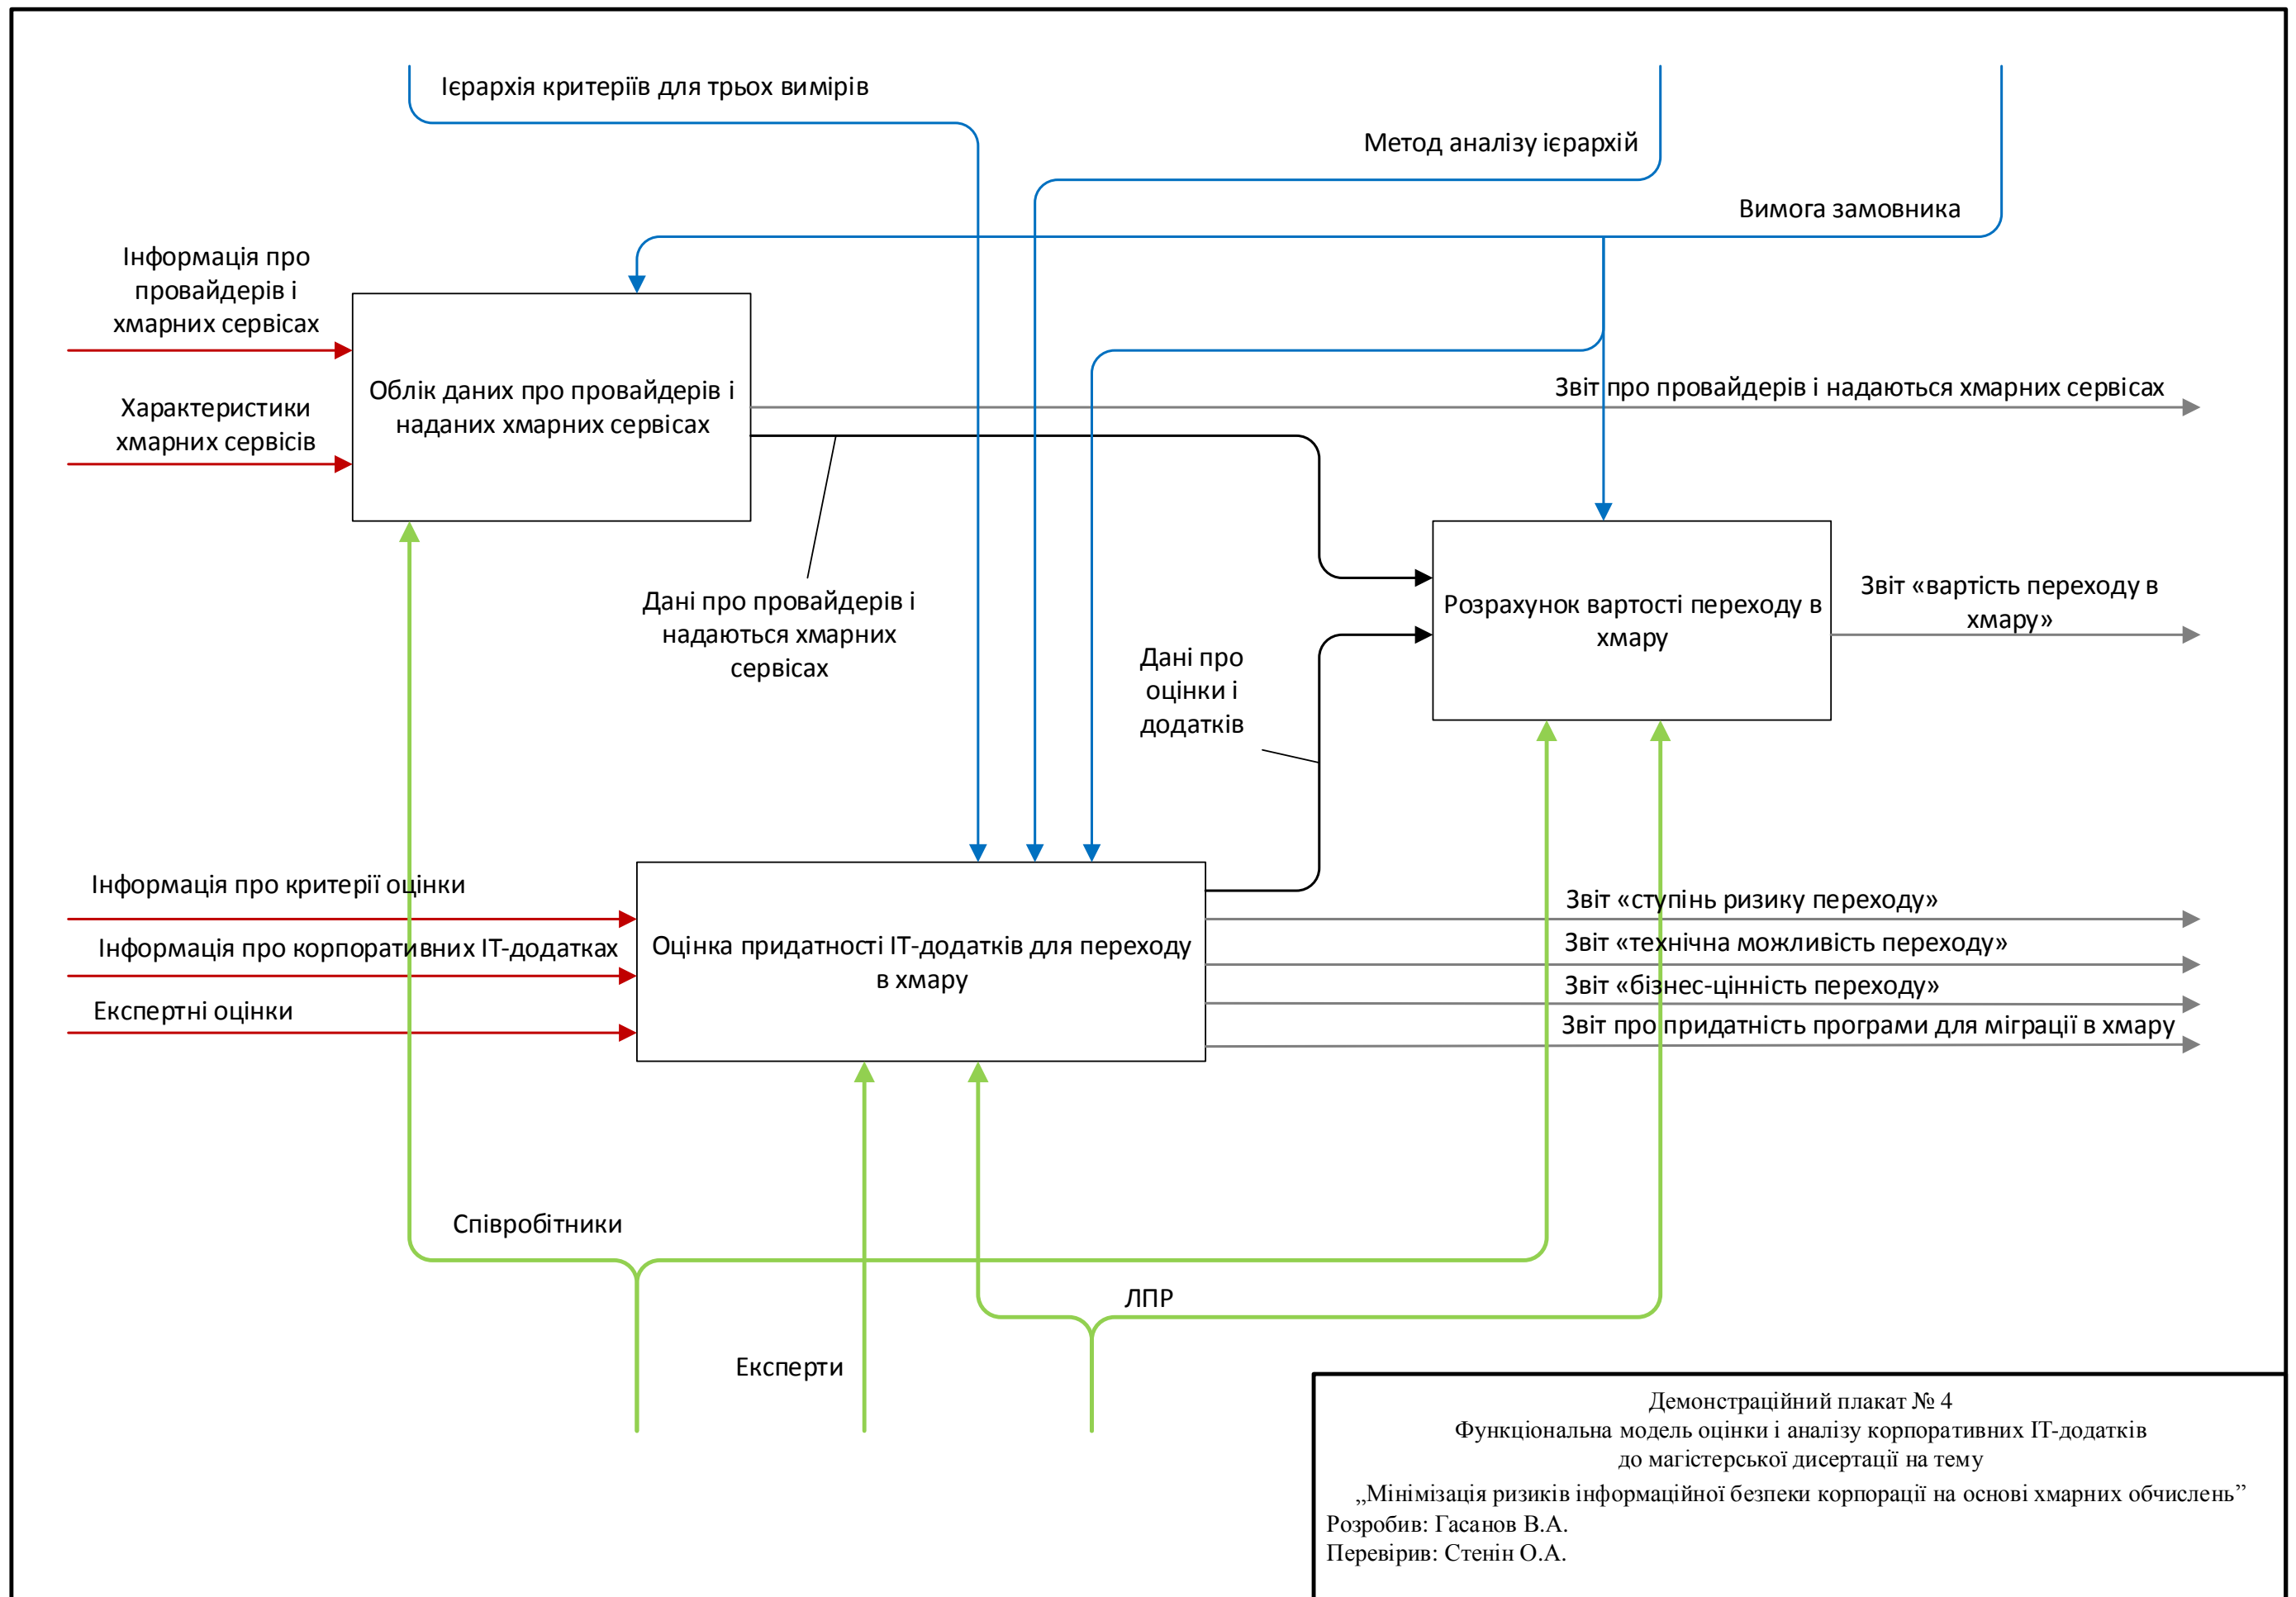 Ієрархія критеріїв для трьох вимірів
Метод аналізу ієрархій
Вимога замовника
Інформація про
провайдерів і
хмарних сервісах
Характеристики
хмарних сервісів
Облік даних про провайдерів і
наданих хмарних сервісах
Звіт про провайдерів і надаються хмарних сервісах
Дані про провайдерів і
надаються хмарних
сервісах
Розрахунок вартості переходу в
хмару
Звіт «вартість переходу в
хмару»
Дані про
оцінки і
додатків
Інформація про критерії оцінки
Інформація про корпоративних ІТ-додатках
Експертні оцінки
Оцінка придатності ІТ-додатків для переходу
в хмару
Звіт «ступінь ризику переходу»
Звіт «технічна можливість переходу»
Звіт «бізнес-цінність переходу»
Звіт про придатність програми для міграції в хмару
Співробітники
ЛПР
Експерти
Демонстраційний плакат № 4
Функціональна модель оцінки і аналізу корпоративних ІТ-додатків
до магістерської дисертації на тему
„Мінімізація ризиків інформаційної безпеки корпорації на основі хмарних обчислень”
Розробив: Гасанов В.А.
Перевірив: Стенін О.А.